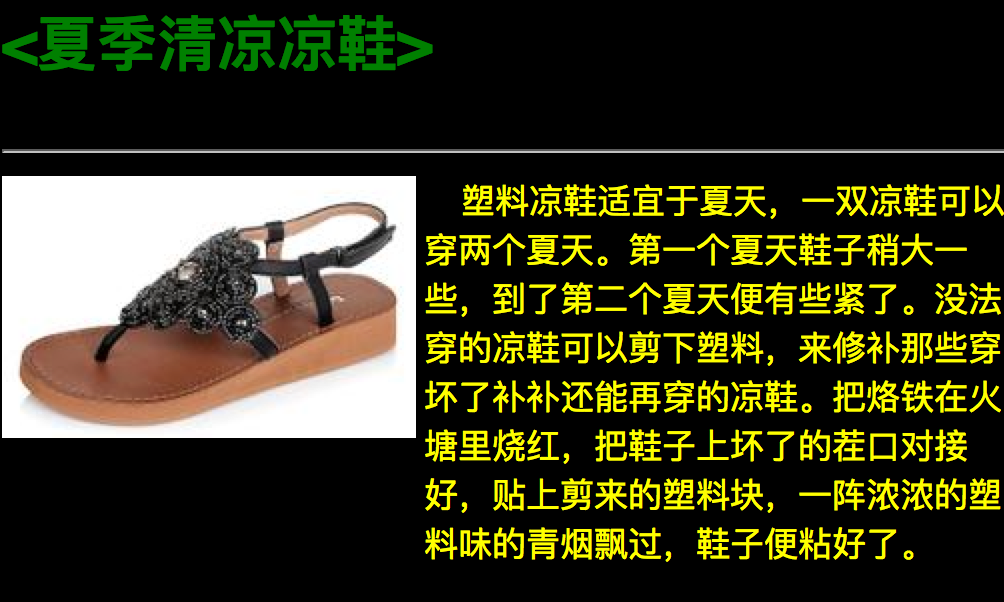 <夏季清凉凉鞋>
塑料凉鞋适宜于夏天，一双凉鞋可以
穿两个夏天。第一个夏天鞋子稍大一
些，到了第二个夏天便有些紧了。没法
穿的凉鞋可以剪下塑料，来修补那些穿
坏了补补还能再穿的凉鞋。把烙铁在火
塘里烧红，把鞋子上坏了的茬口对接
好，贴上剪来的塑料块，一阵浓浓的塑
料味的青烟飘过，鞋子便粘好了。